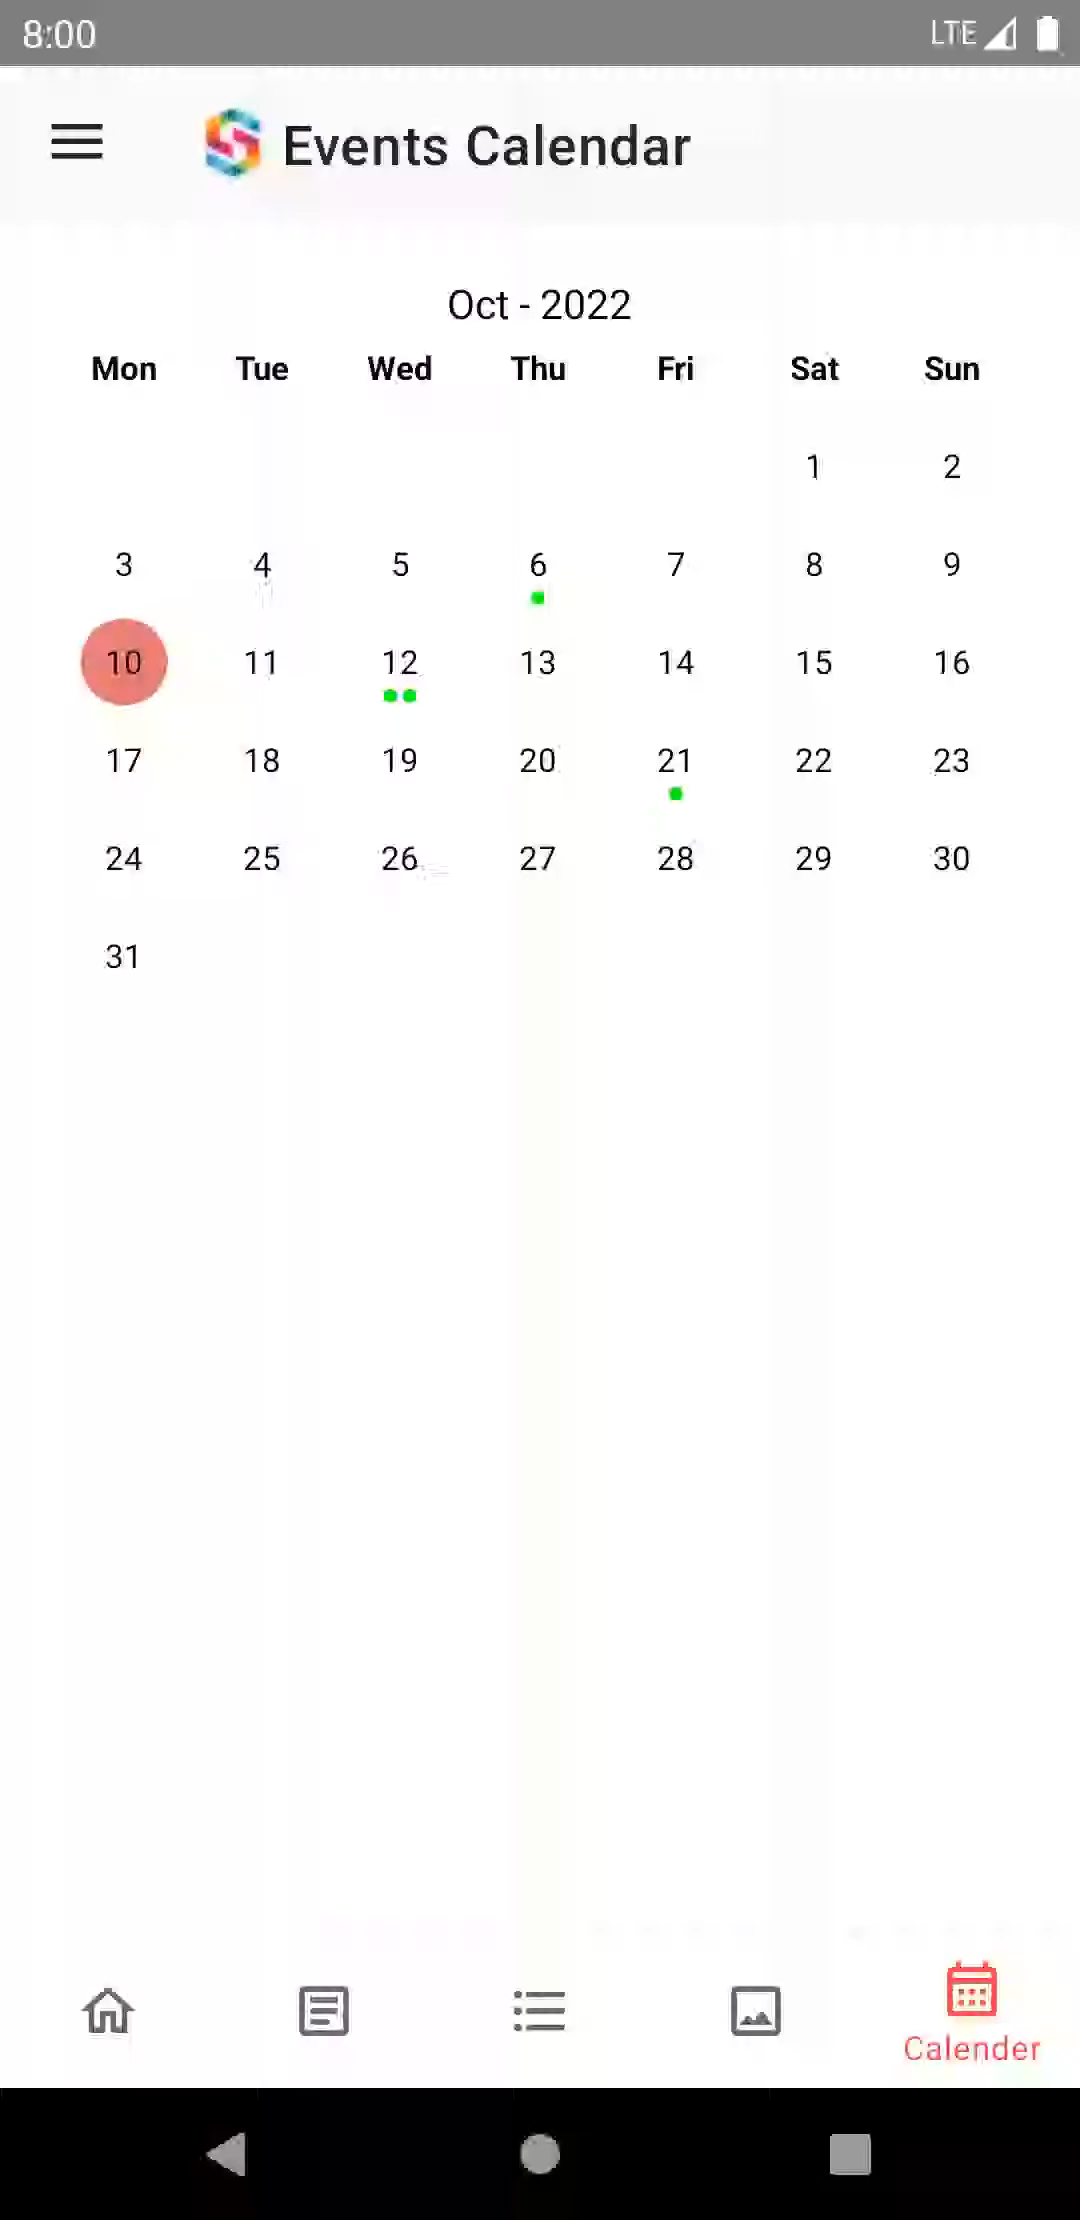 8:00 LTE
Events Calendar
Oct - 2022
Mon Tue Wed Thu Fri Sat Sun
1 2
3 4 5 6 7 8 9
10 11 12 13 14 15 16
17 18 19 20 21 22 23
24 25 26 27 28 29 30
31
Calender